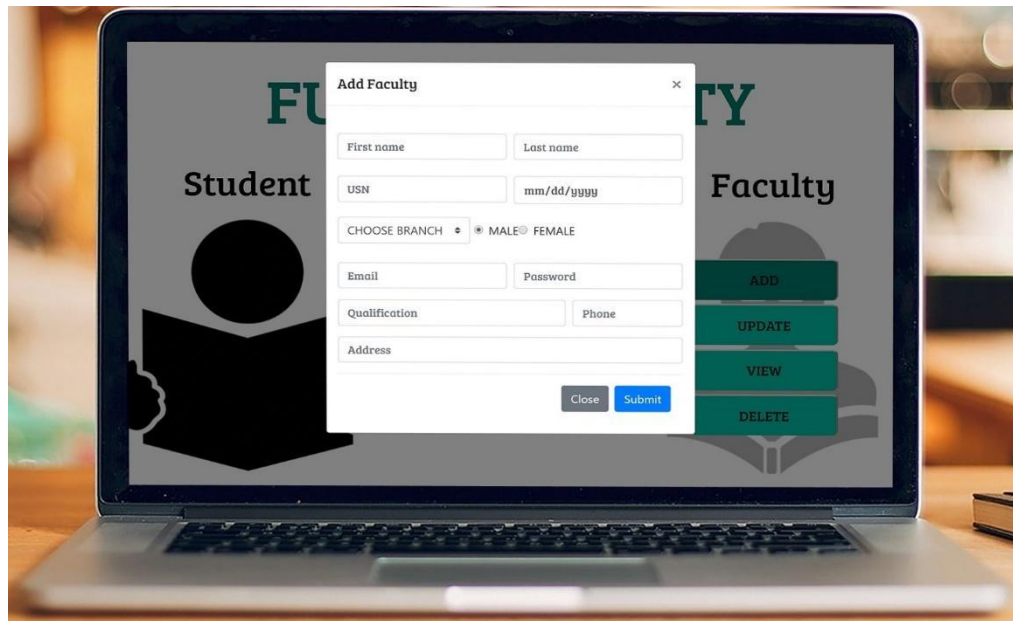 Add Faculty ×
FU TY
First name Last name
Student Faculty
USN mm/dd/yyyy
CHOOSE BRANCH MALE FEMALE
Email Password
ADD
Qualification Phone
UPDATE
Address
VIEW
Close Submit
DELETE